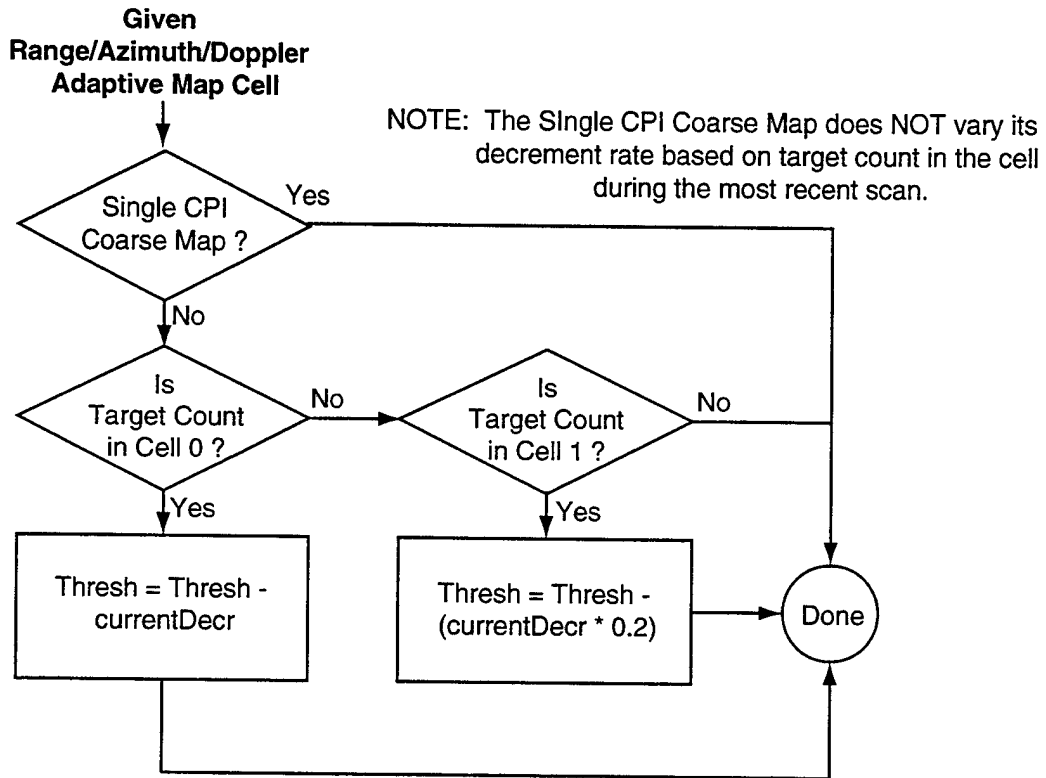 Given
Range/Azimuth/Doppler
Adaptive Map Cell
NOTE: The SIngle CPI Coarse Map does NOT vary its
decrement rate based on target count in the cell
during the most recent scan.
Single CPI
Coarse Map ?
Yes
No
Is
Target Count
in Cell 0 ?
No
Is
Target Count
in Cell 1 ?
No
Yes
Yes
Thresh = Thresh -
currentDecr
Thresh = Thresh -
(currentDecr * 0.2)
Done